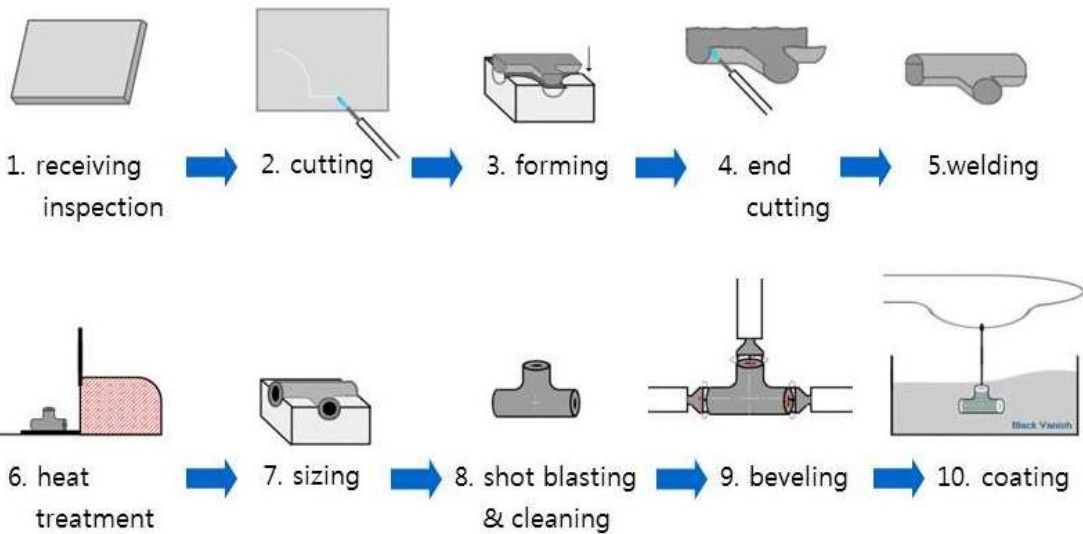 1. receiving
inspection
2. cutting
3. forming
4. end
cutting
5.welding
Black Vanish
6. heat
treatment
7. sizing
8. shot blasting
& cleaning
9. beveling
10. coating